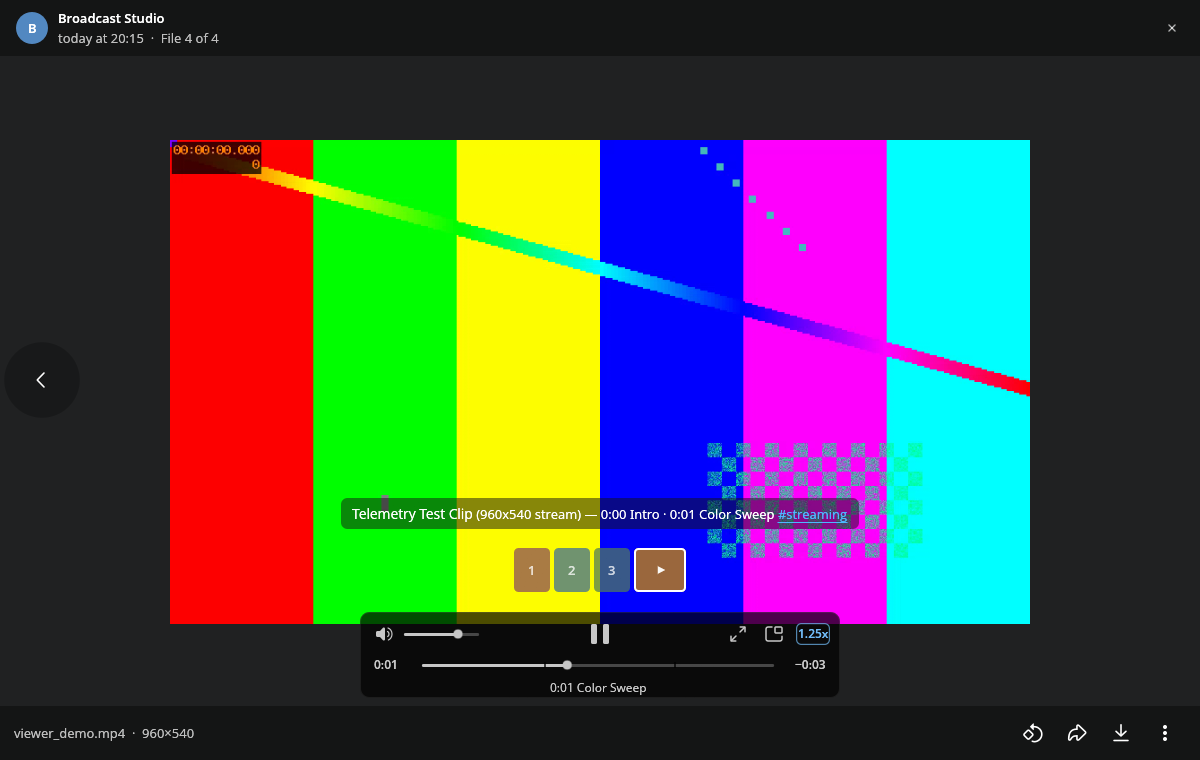 B
Broadcast Studio
today at 20:15 · File 4 of 4
00:00:00.000
0
Telemetry Test Clip (960x540 stream) — 0:00 Intro · 0:01 Color Sweep #streaming
1 2 3
1.25x
0:01 −0:03
0:01 Color Sweep
viewer_demo.mp4 · 960×540